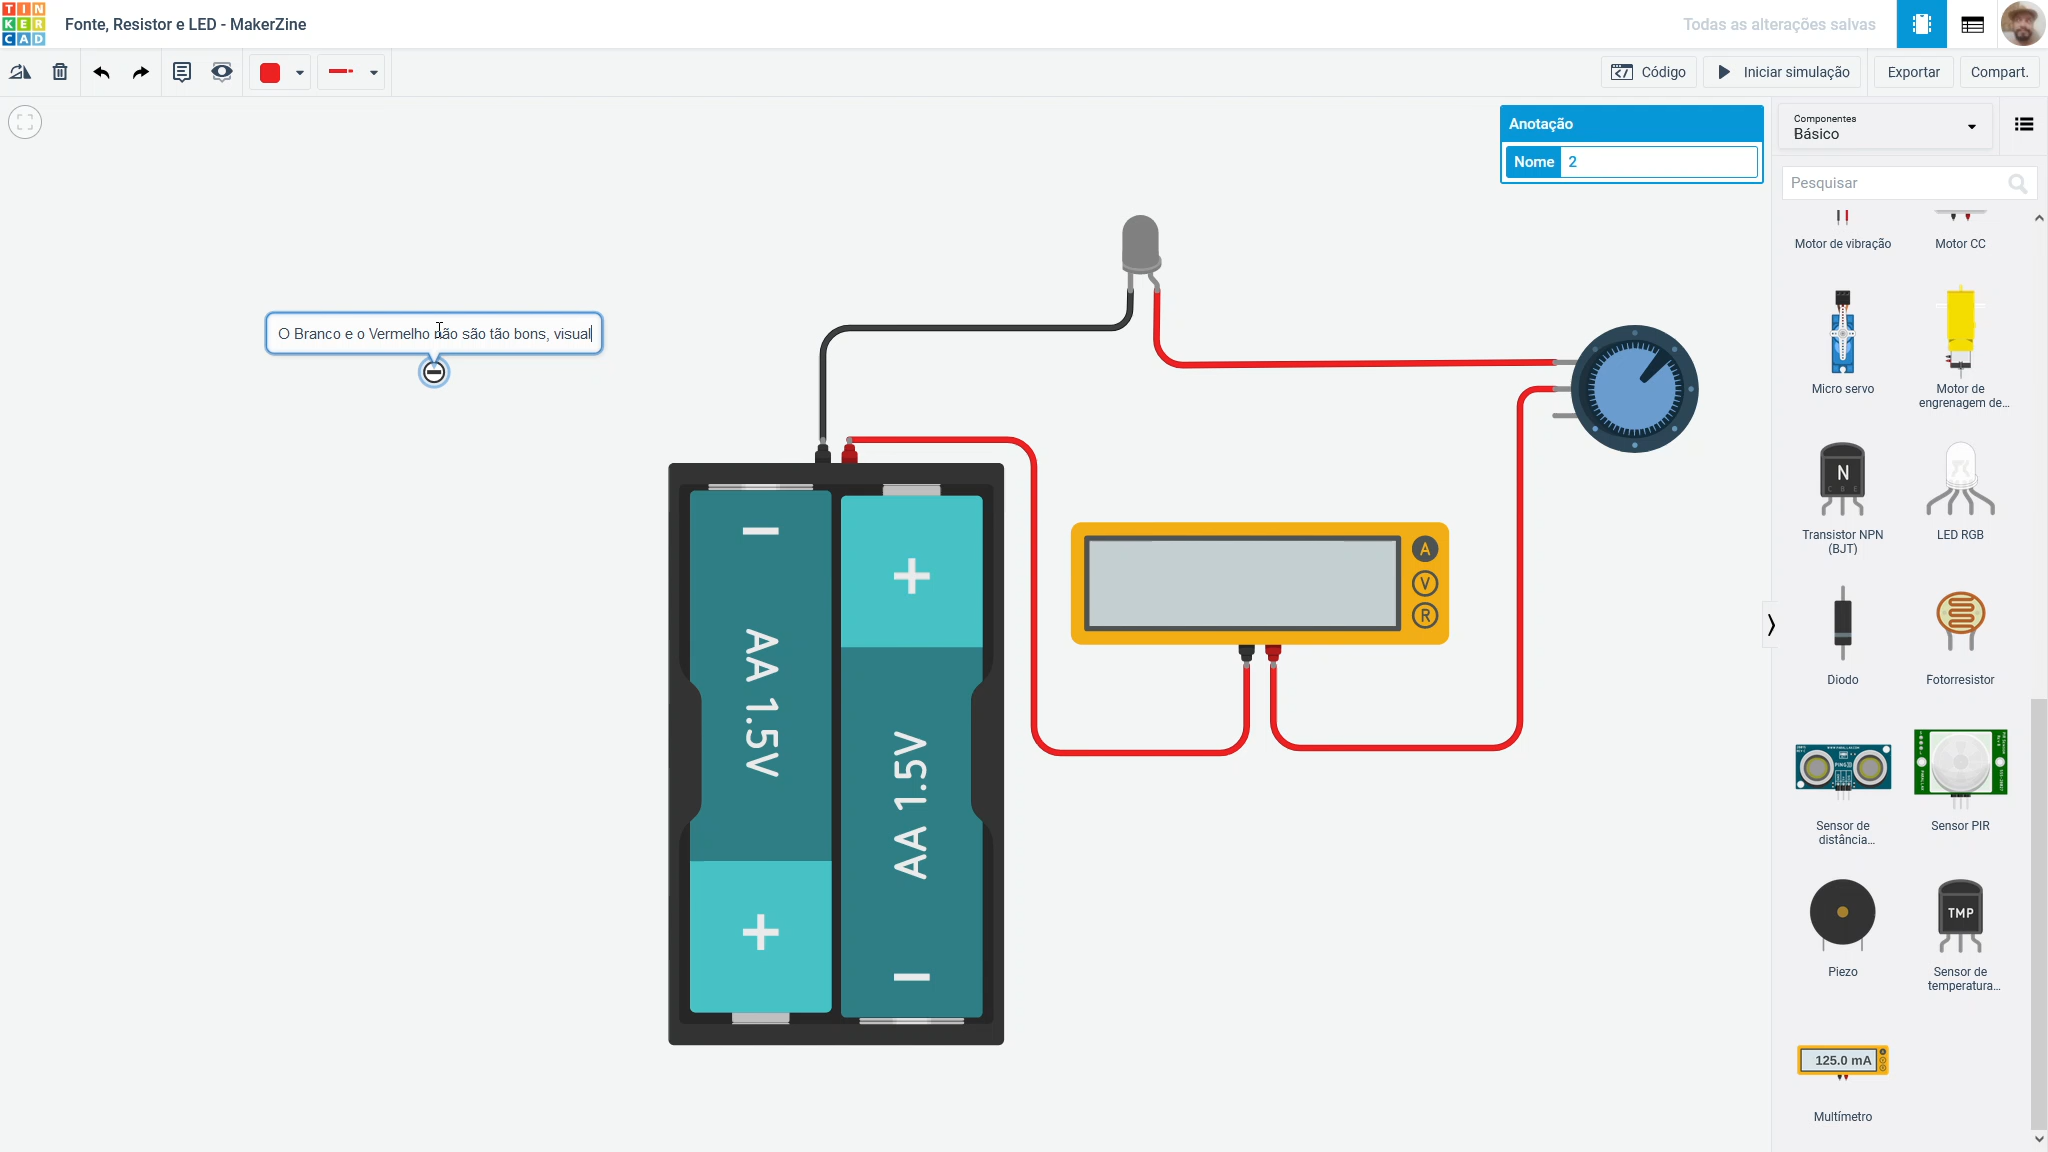 TIN
KER
CAD
Fonte, Resistor e LED - MakerZine
Todas as alterações salvas
Código
Iniciar simulação
Exportar
Compart.
Anotação
Nome 2
Componentes
Básico
Pesquisar
Motor de vibração
Motor CC
O Branco e o Vermelho não são tão bons, visual
Micro servo
Motor de
engrenagem de...
N
C B E
Transistor NPN
(BJT)
LED RGB
A
V
R
AA 1.5V
AA 1.5V
Diodo
Fotorresistor
Sensor de
distância...
Sensor PIR
TMP
Piezo
Sensor de
temperatura...
125.0 mA
Multímetro